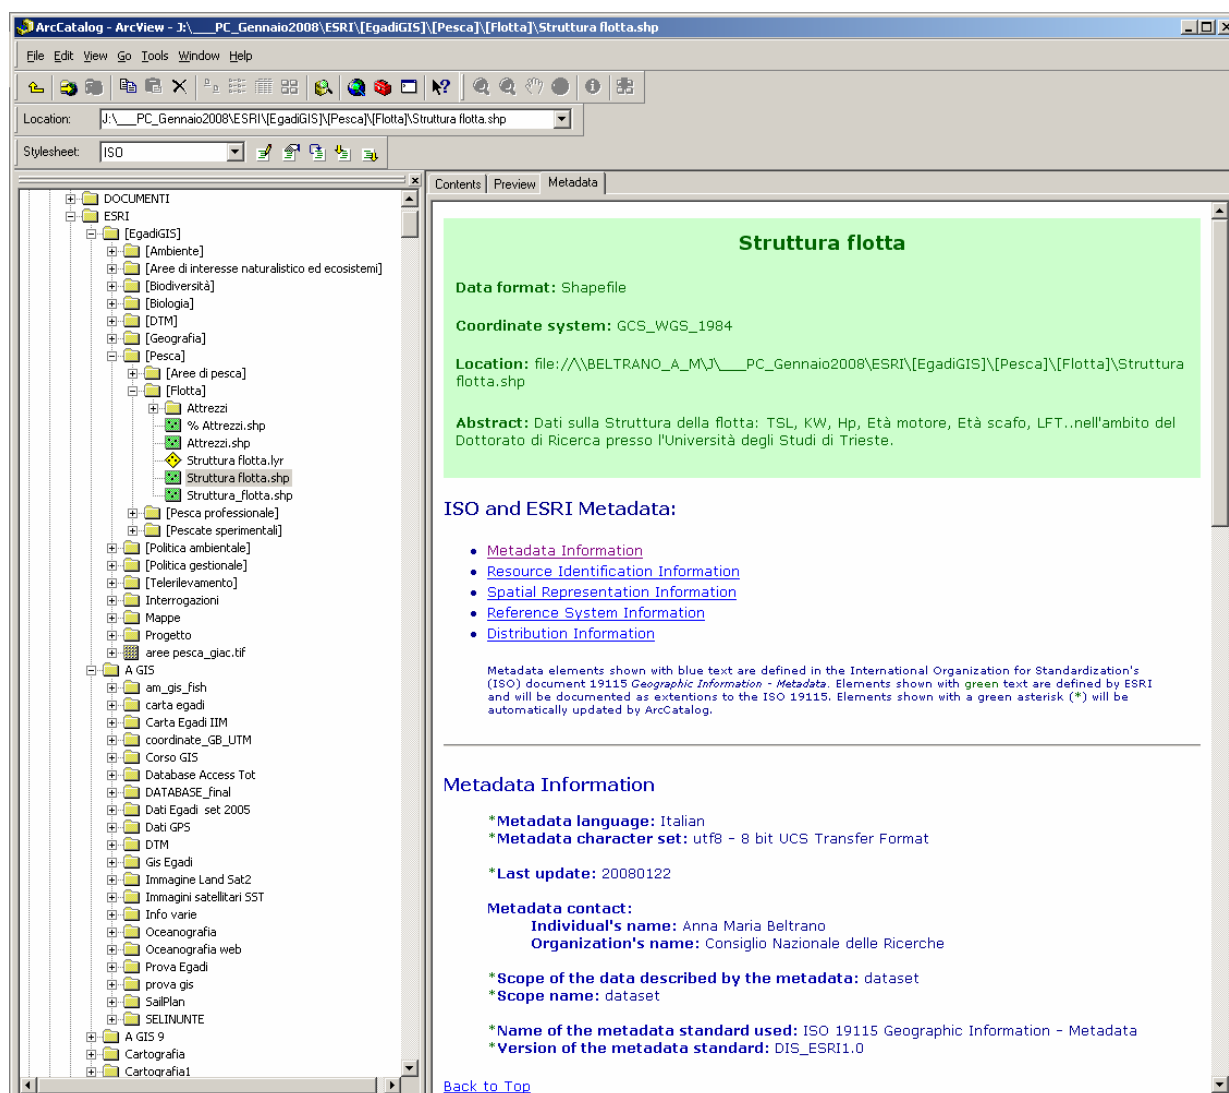 ArcCatalog - ArcView - J:\___PC_Gennaio2008\ESRI\[EgadiGIS]\[Pesca]\[Flotta]\Struttura flotta.shp
File Edit View Go Tools Window Help
Location: J:\___PC_Gennaio2008\ESRI\[EgadiGIS]\[Pesca]\[Flotta]\Struttura flotta.shp
Stylesheet: ISO
DOCUMENTI
ESRI
[EgadiGIS]
[Ambiente]
[Aree di interesse naturalistico ed ecosistemi]
[Biodiversità]
[Biologia]
[DTM]
[Geografia]
[Pesca]
[Aree di pesca]
[Flotta]
Attrezzi
% Attrezzi.shp
Attrezzi.shp
Struttura flotta.lyr
Struttura flotta.shp
Struttura_flotta.shp
[Pesca professionale]
[Pescate sperimentali]
[Politica ambientale]
[Politica gestionale]
[Telerilevamento]
Interrogazioni
Mappe
Progetto
aree pesca_giac.tif
A GIS
am_gis_fish
carta egadi
Carta Egadi IIM
coordinate_GB_UTM
Corso GIS
Database Access Tot
DATABASE_final
Dati Egadi set 2005
Dati GPS
DTM
Gis Egadi
Immagine Land Sat2
Immagini satellitari SST
Info varie
Oceanografia
Oceanografia web
Prova Egadi
prova gis
SailPlan
SELINUNTE
A GIS 9
Cartografia
Cartografia1
Contents Preview Metadata
Struttura flotta
Data format: Shapefile
Coordinate system: GCS_WGS_1984
Location: file://\\BELTRANO_A_M\J\___PC_Gennaio2008\ESRI\[EgadiGIS]\[Pesca]\[Flotta]\Struttura
flotta.shp
Abstract: Dati sulla Struttura della flotta: TSL, KW, Hp, Età motore, Età scafo, LFT..nell'ambito del
Dottorato di Ricerca presso l'Università degli Studi di Trieste.
ISO and ESRI Metadata:
• Metadata Information
• Resource Identification Information
• Spatial Representation Information
• Reference System Information
• Distribution Information
Metadata elements shown with blue text are defined in the International Organization for Standardization's
(ISO) document 19115 Geographic Information - Metadata. Elements shown with green text are defined by ESRI
and will be documented as extentions to the ISO 19115. Elements shown with a green asterisk (*) will be
automatically updated by ArcCatalog.
Metadata Information
*Metadata language: Italian
*Metadata character set: utf8 - 8 bit UCS Transfer Format
*Last update: 20080122
Metadata contact:
Individual's name: Anna Maria Beltrano
Organization's name: Consiglio Nazionale delle Ricerche
*Scope of the data described by the metadata: dataset
*Scope name: dataset
*Name of the metadata standard used: ISO 19115 Geographic Information - Metadata
*Version of the metadata standard: DIS_ESRI1.0
Back to Top